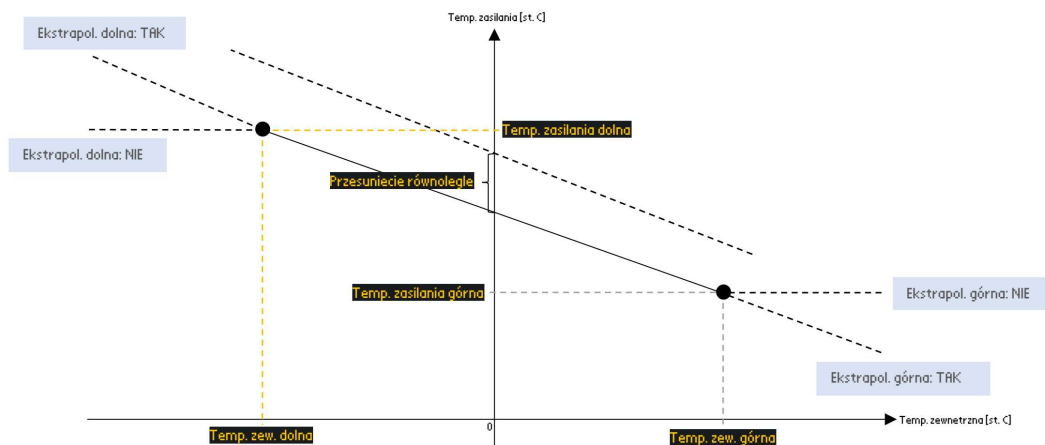 Temp. zasilania [st. C]
Ekstrapol. dolna: TAK
Temp. zasilania dolna
Ekstrapol. dolna: NIE
Przesuniecie równolegle
Temp. zasilania górna
Ekstrapol. górna: NIE
Ekstrapol. górna: TAK
0
Temp. zewnetrzna [st. C]
Temp. zew. dolna
Temp. zew. górna